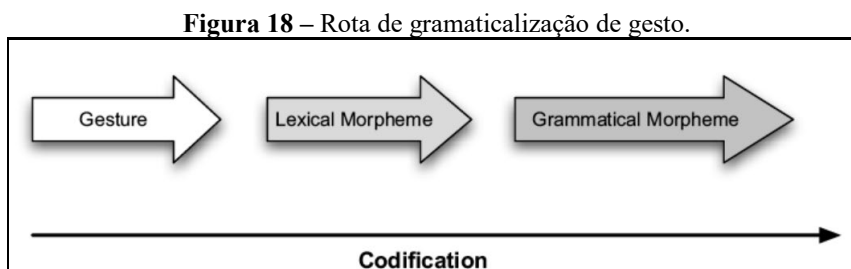 Figura 18 – Rota de gramaticalização de gesto.
Gesture
Lexical Morpheme
Grammatical Morpheme
Codification